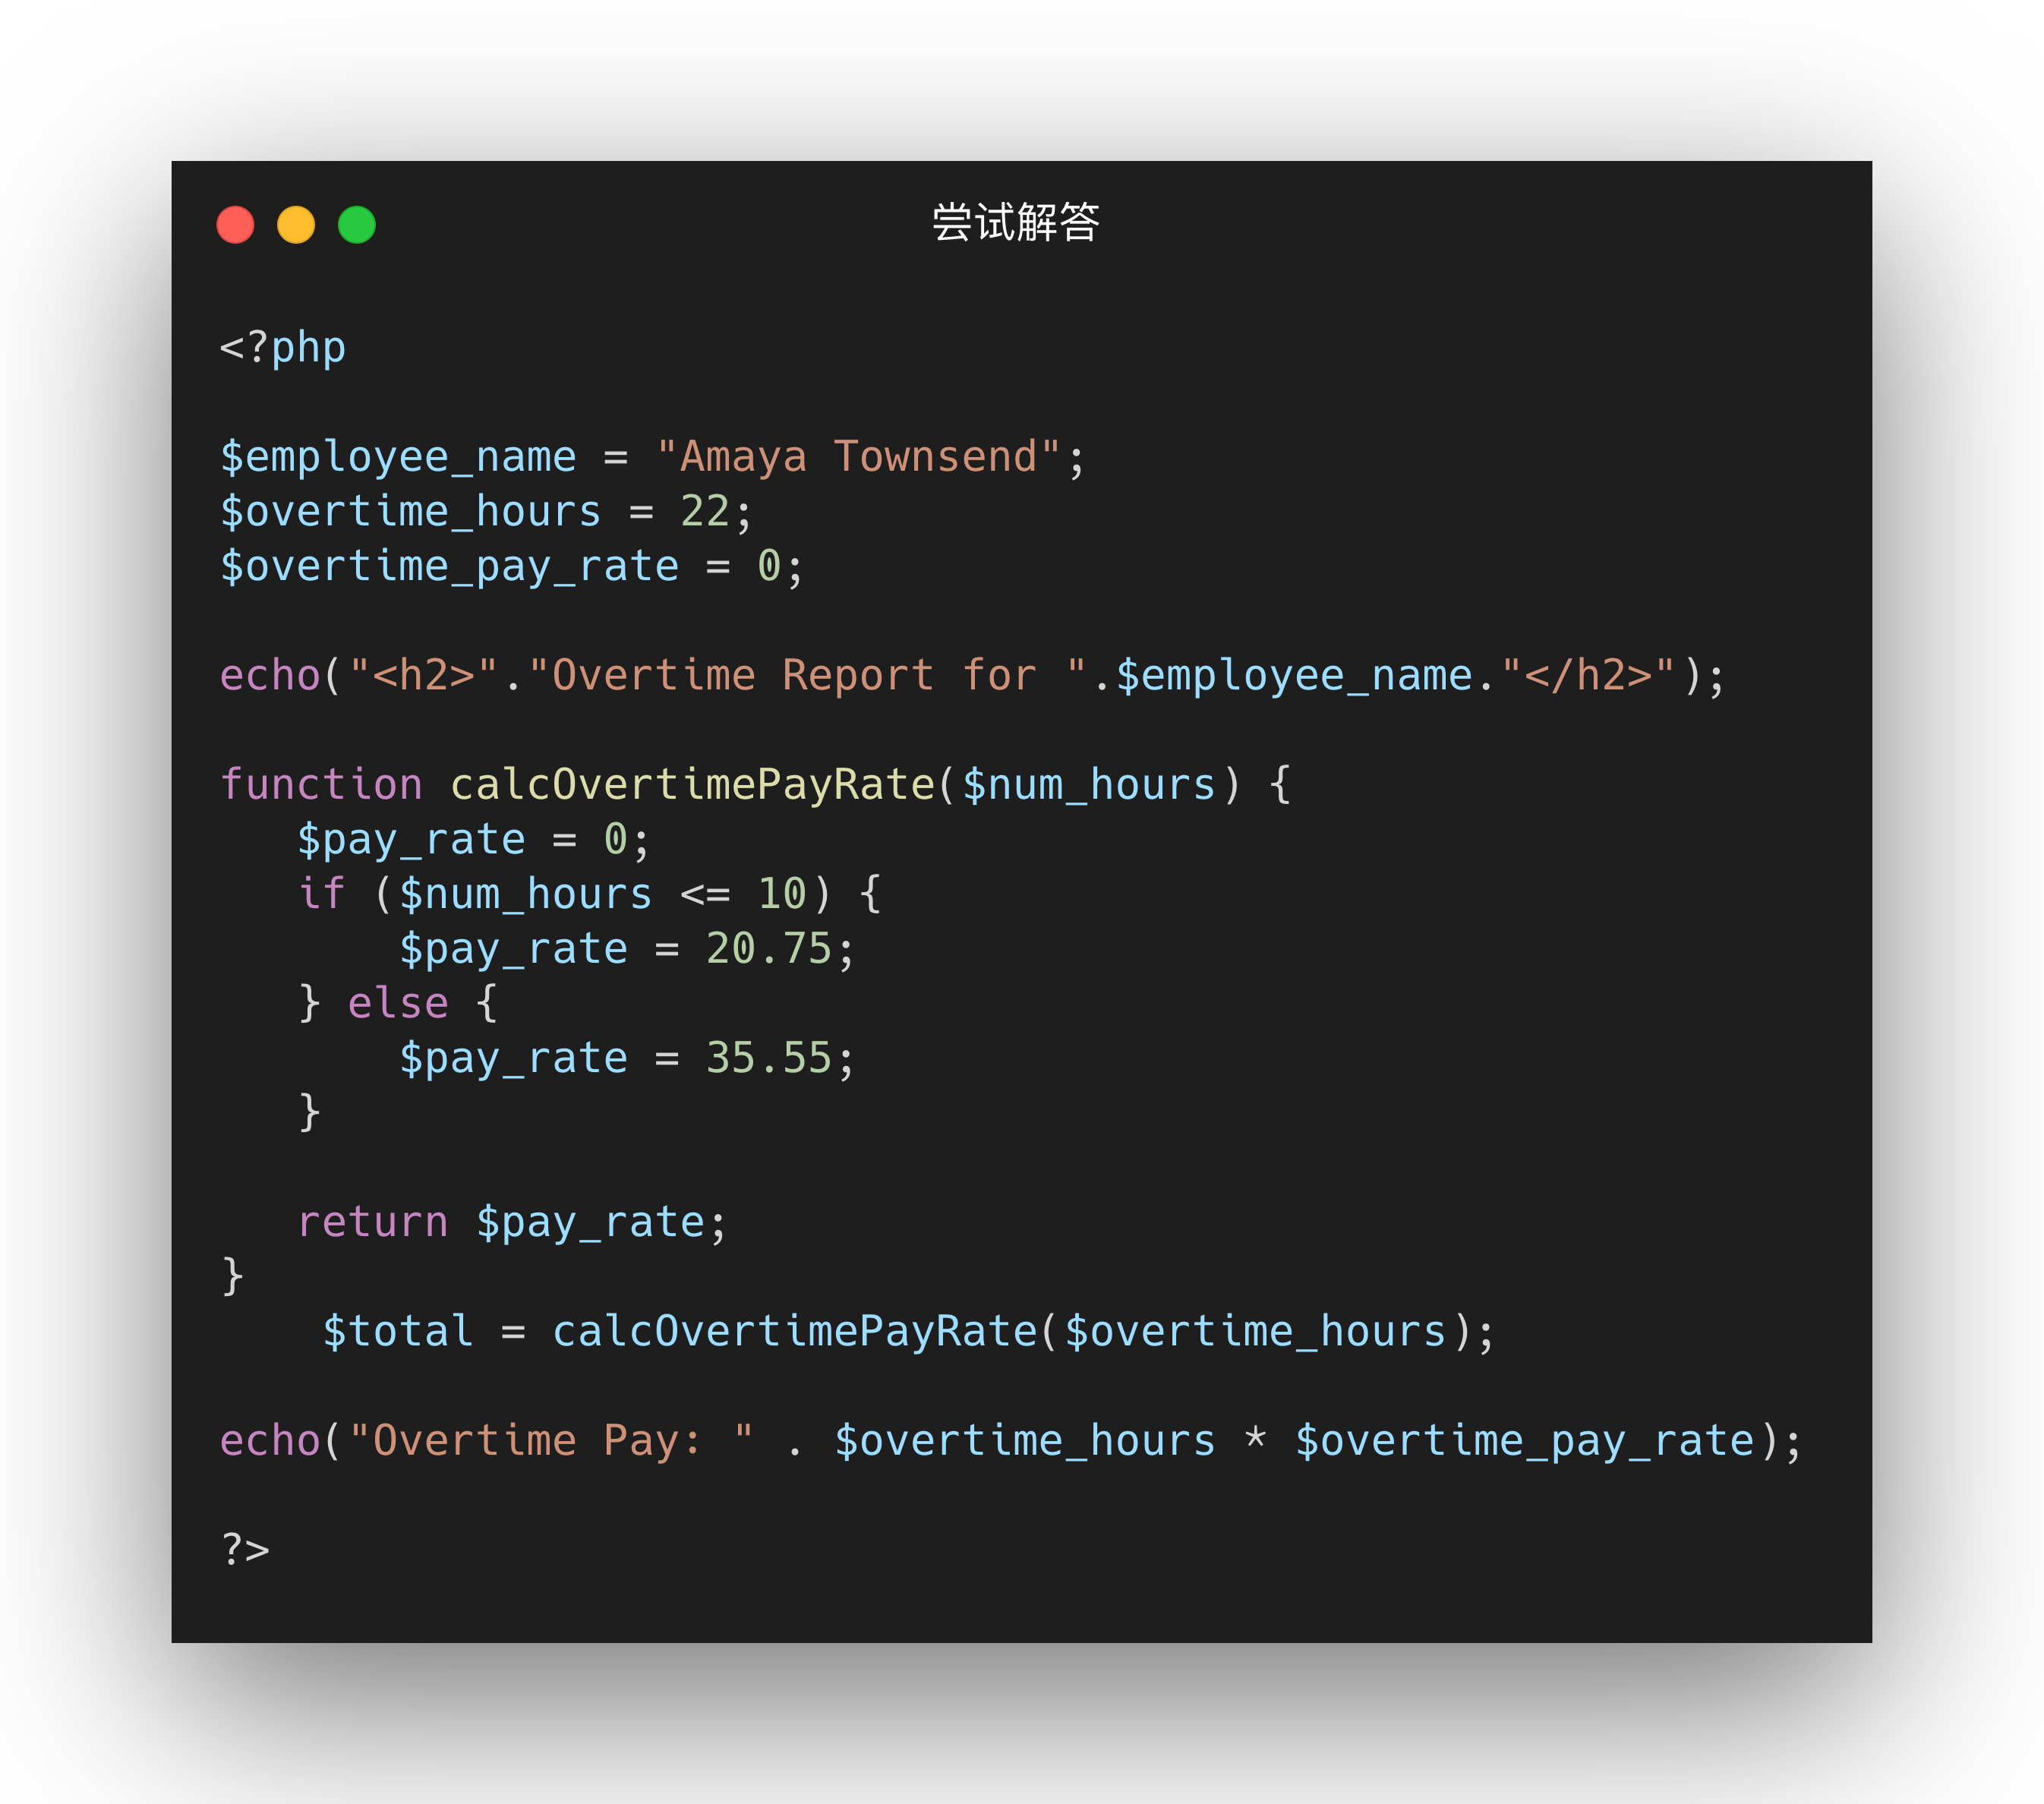 尝试解答
<?php
$employee_name = "Amaya Townsend";
$overtime_hours = 22;
$overtime_pay_rate = 0;
echo("<h2>"."Overtime Report for ".$employee_name."</h2>");
function calcOvertimePayRate($num_hours) {
   $pay_rate = 0;
   if ($num_hours <= 10) {
       $pay_rate = 20.75;
   } else {
       $pay_rate = 35.55;
   }
   return $pay_rate;
}
    $total = calcOvertimePayRate($overtime_hours);
echo("Overtime Pay: " . $overtime_hours * $overtime_pay_rate);
?>